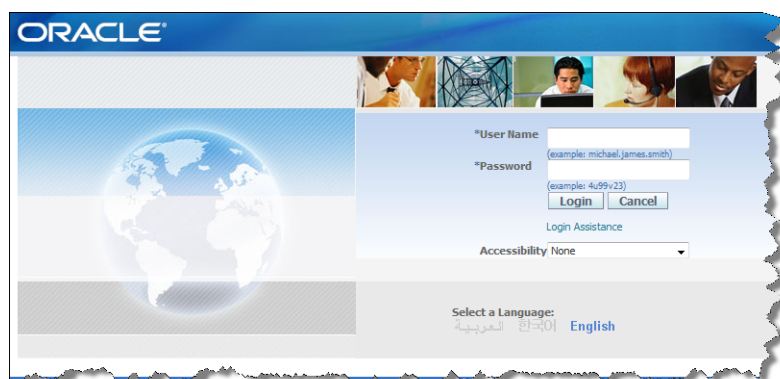 ORACLE®
*User Name
(example: michael.james.smith)
*Password
(example: 4u99v23)
Login Cancel
Login Assistance
Accessibility None
Select a Language:
العربية 한국어 English